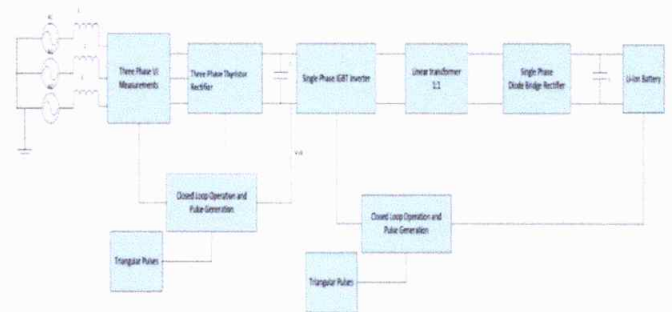 Three Phase VI
Measurements
Three Phase Thyristor
Rectifier
Single Phase IGBT Inverter
Linear transformer
1:1
Single Phase
Diode Bridge Rectifier
Li-Ion Battery
Closed Loop Operation and
Pulse Generation
Closed Loop Operation and
Pulse Generation
Triangular Pulses
Triangular Pulses